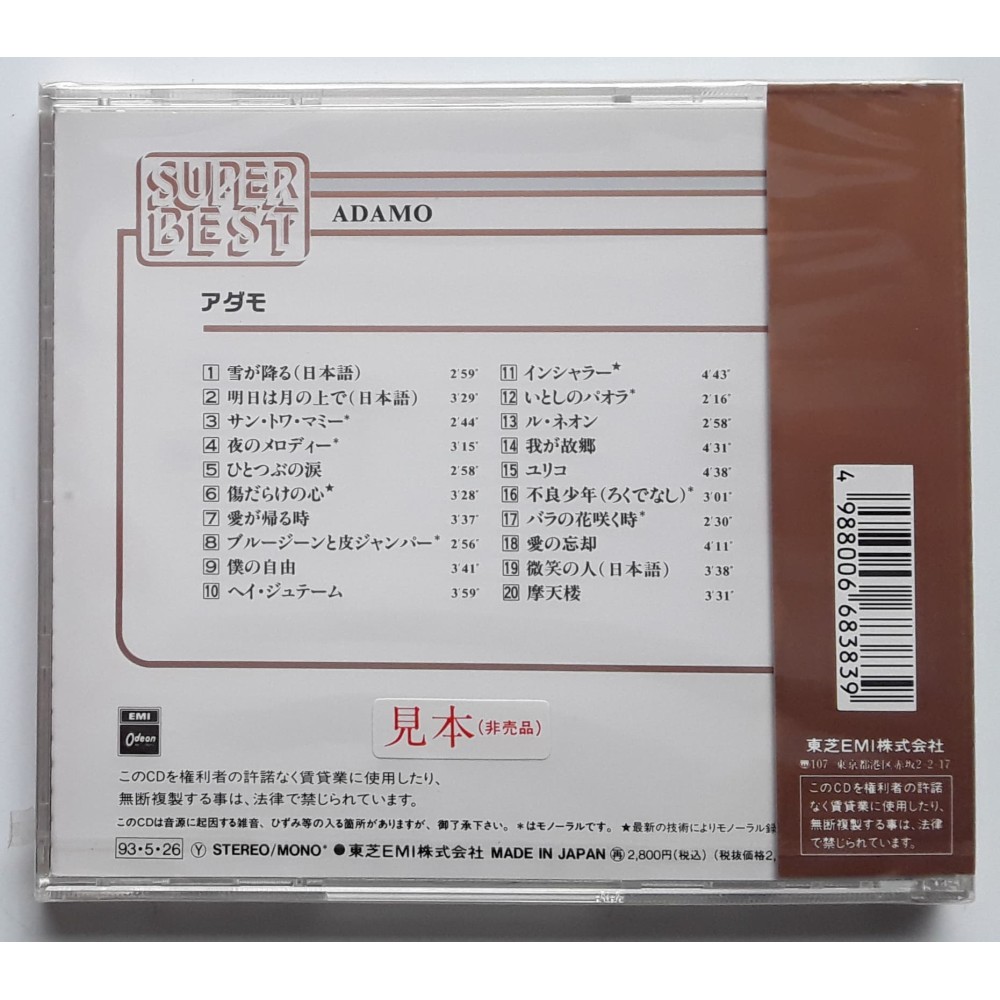 SUPER
BEST
ADAMO
アダモ
1 雪が降る(日本語) 2'59"
2 明日は月の上で(日本語) 3'29"
3 サン・トワ・マミー* 2'44"
4 夜のメロディー* 3'15"
5 ひとつぶの涙 2'58"
6 傷だらけの心★ 3'28"
7 愛が帰る時 3'37"
8 ブルージーンと皮ジャンパー* 2'56"
9 僕の自由 3'41"
10 ヘイ・ジュテーム 3'59"
11 インシャラー★ 4'43"
12 いとしのパオラ* 2'16"
13 ル・ネオン 2'58"
14 我が故郷 4'31"
15 ユリコ 4'38"
16 不良少年(ろくでなし)* 3'01"
17 バラの花咲く時* 2'30"
18 愛の忘却 4'11"
19 微笑の人(日本語) 3'38"
20 摩天楼 3'31"
4 988006 683839
EMI
Odeon
見本(非売品)
このCDを権利者の許諾なく賃貸業に使用したり、
無断複製する事は、法律で禁じられています。
このCDは音源に起因する雑音、ひずみ等の入る箇所がありますが、御了承下さい。*はモノーラルです。★最新の技術によりモノーラル録
93・5・26 Ⓨ STEREO/MONO* ●東芝EMI株式会社 MADE IN JAPAN ㊢2,800円(税込)(税抜価格2,
東芝EMI株式会社
〒107 東京都港区赤坂2-2-17
このCDを権利者の許諾
なく賃貸業に使用したり、
無断複製する事は、法律
で禁じられています。